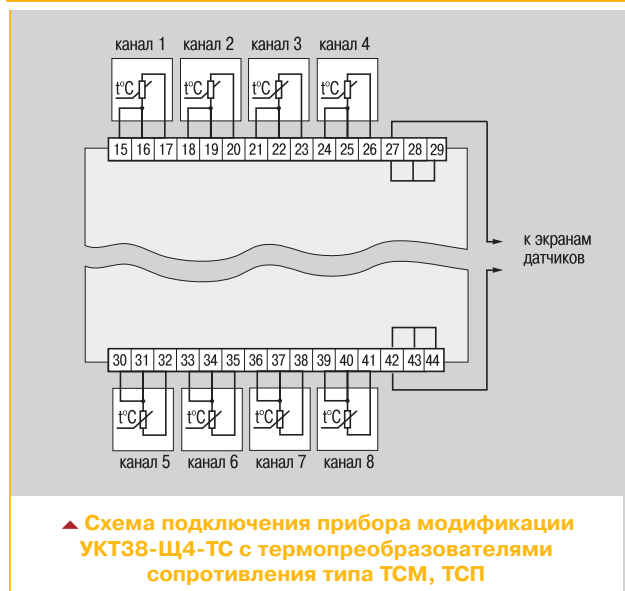 канал 1 канал 2 канал 3 канал 4
t°C t°C t°C t°C
15 16 17 18 19 20 21 22 23 24 25 26 27 28 29
к экранам
датчиков
30 31 32 33 34 35 36 37 38 39 40 41 42 43 44
t°C t°C t°C t°C
канал 5 канал 6 канал 7 канал 8
Схема подключения прибора модификации
УКТ38-Щ4-ТС с термопреобразователями
сопротивления типа ТСМ, ТСП